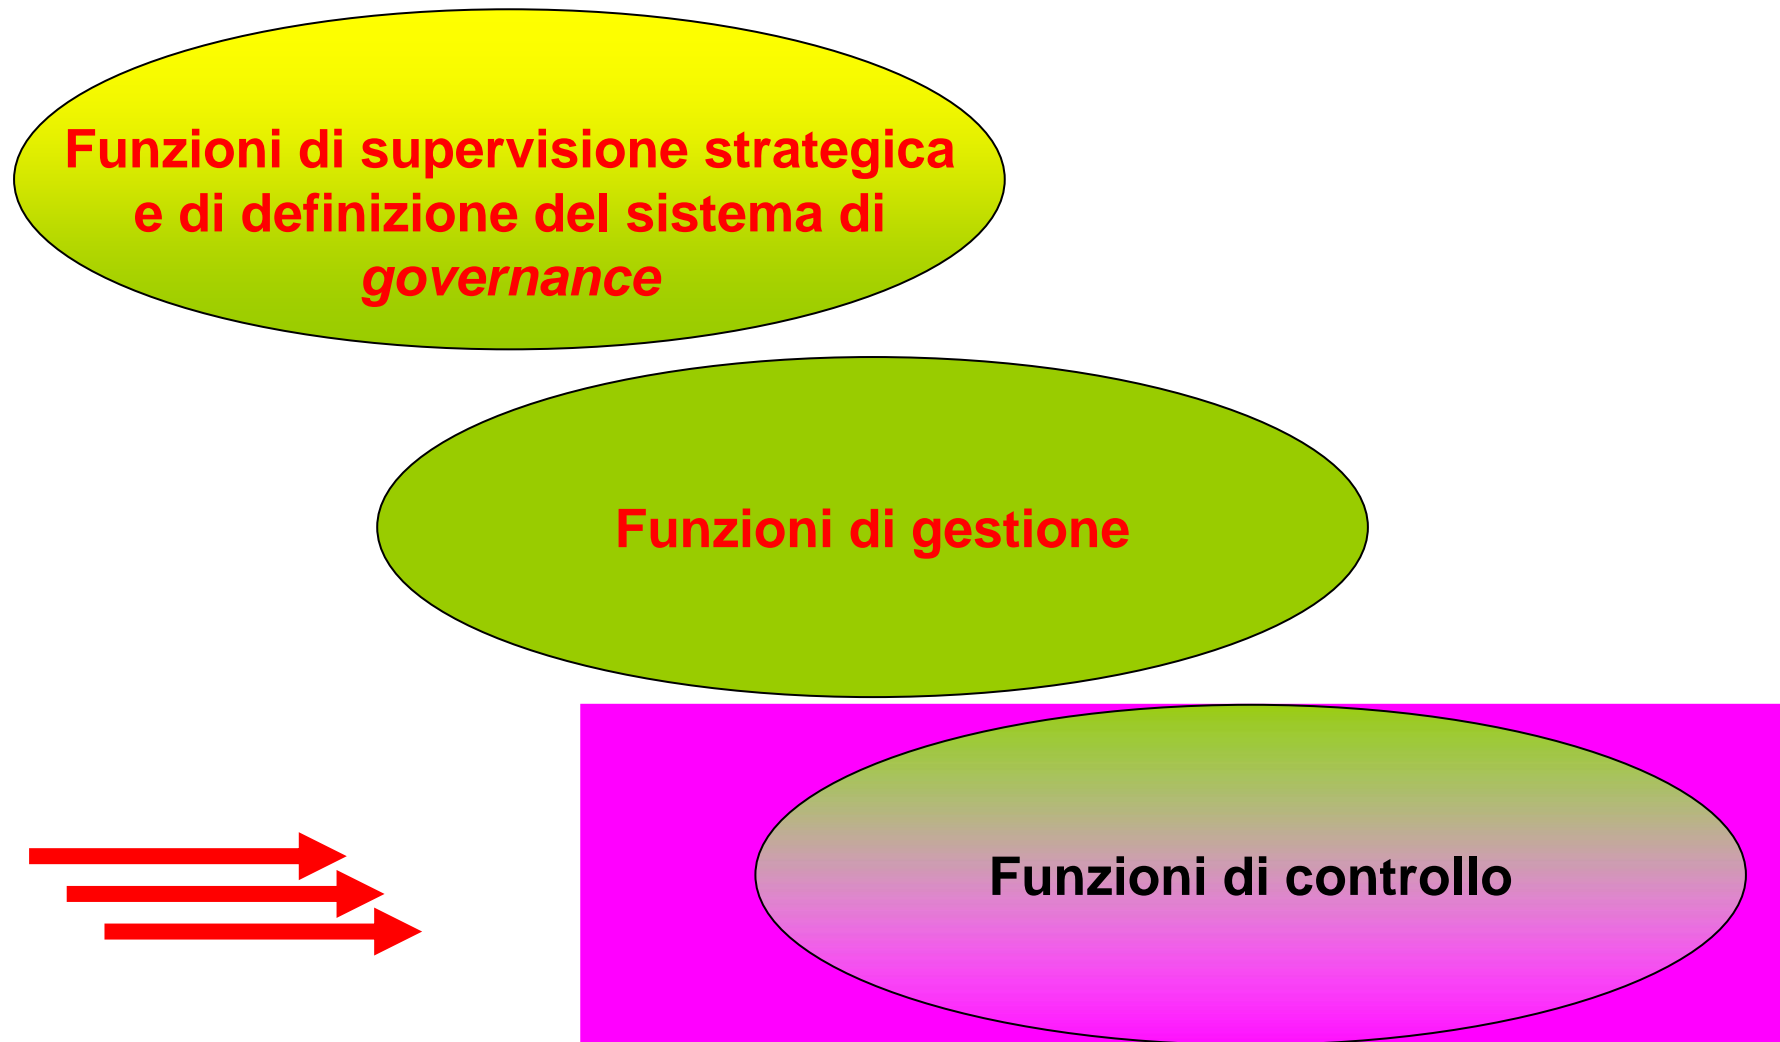 Funzioni di supervisione strategica
e di definizione del sistema di
governance
Funzioni di gestione
Funzioni di controllo